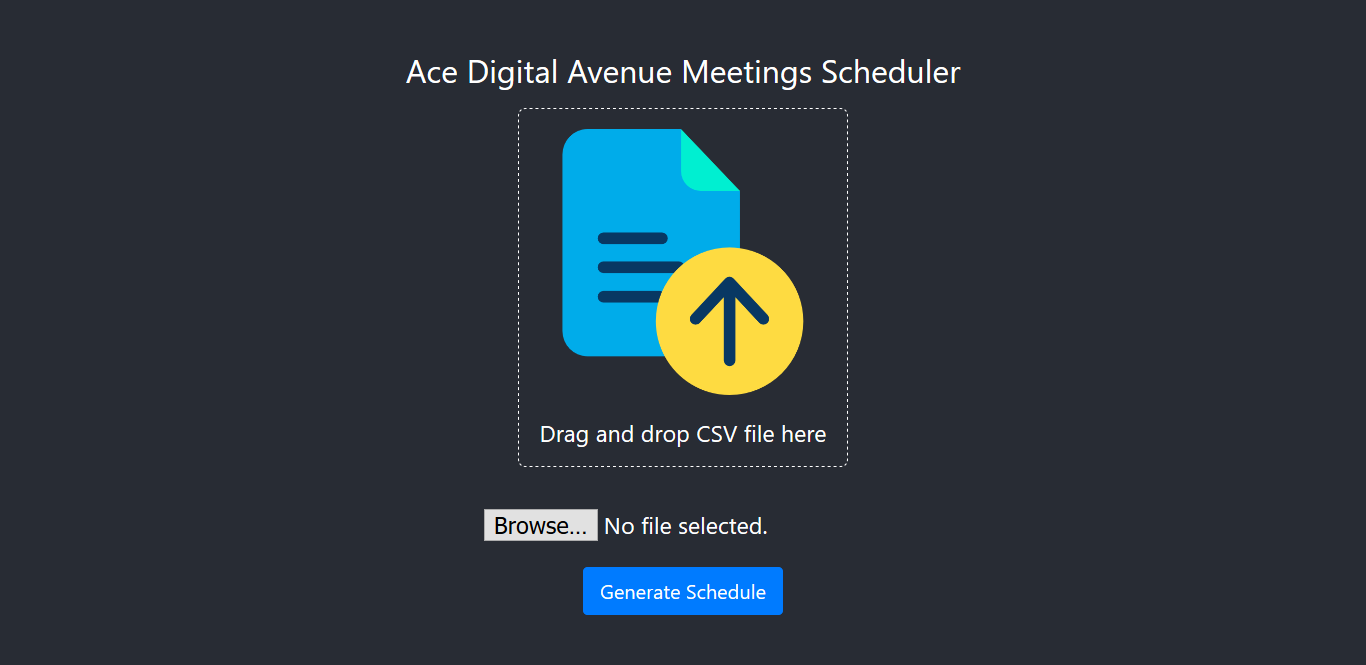 Ace Digital Avenue Meetings Scheduler
Drag and drop CSV file here
Browse... No file selected.
Generate Schedule